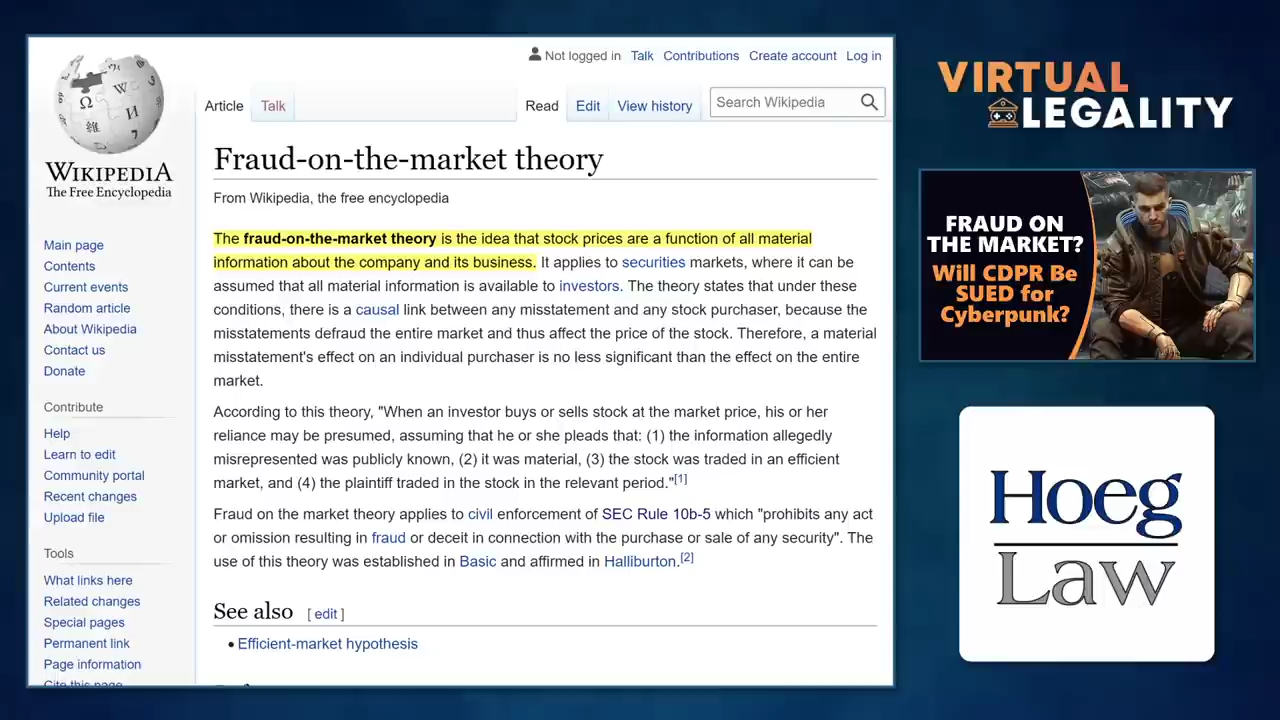 Not logged in Talk Contributions Create account Log in
Article Talk Read Edit View history Search Wikipedia
WIKIPEDIA
The Free Encyclopedia
Main page
Contents
Current events
Random article
About Wikipedia
Contact us
Donate
Contribute
Help
Learn to edit
Community portal
Recent changes
Upload file
Tools
What links here
Related changes
Special pages
Permanent link
Page information
Cite this page
Fraud-on-the-market theory
From Wikipedia, the free encyclopedia
The fraud-on-the-market theory is the idea that stock prices are a function of all material
information about the company and its business. It applies to securities markets, where it can be
assumed that all material information is available to investors. The theory states that under these
conditions, there is a causal link between any misstatement and any stock purchaser, because the
misstatements defraud the entire market and thus affect the price of the stock. Therefore, a material
misstatement's effect on an individual purchaser is no less significant than the effect on the entire
market.
According to this theory, "When an investor buys or sells stock at the market price, his or her
reliance may be presumed, assuming that he or she pleads that: (1) the information allegedly
misrepresented was publicly known, (2) it was material, (3) the stock was traded in an efficient
market, and (4) the plaintiff traded in the stock in the relevant period."[1]
Fraud on the market theory applies to civil enforcement of SEC Rule 10b-5 which "prohibits any act
or omission resulting in fraud or deceit in connection with the purchase or sale of any security". The
use of this theory was established in Basic and affirmed in Halliburton.[2]
See also [ edit ]
• Efficient-market hypothesis
VIRTUAL
LEGALITY
FRAUD ON
THE MARKET?
Will CDPR Be
SUED for
Cyberpunk?
Hoeg
Law